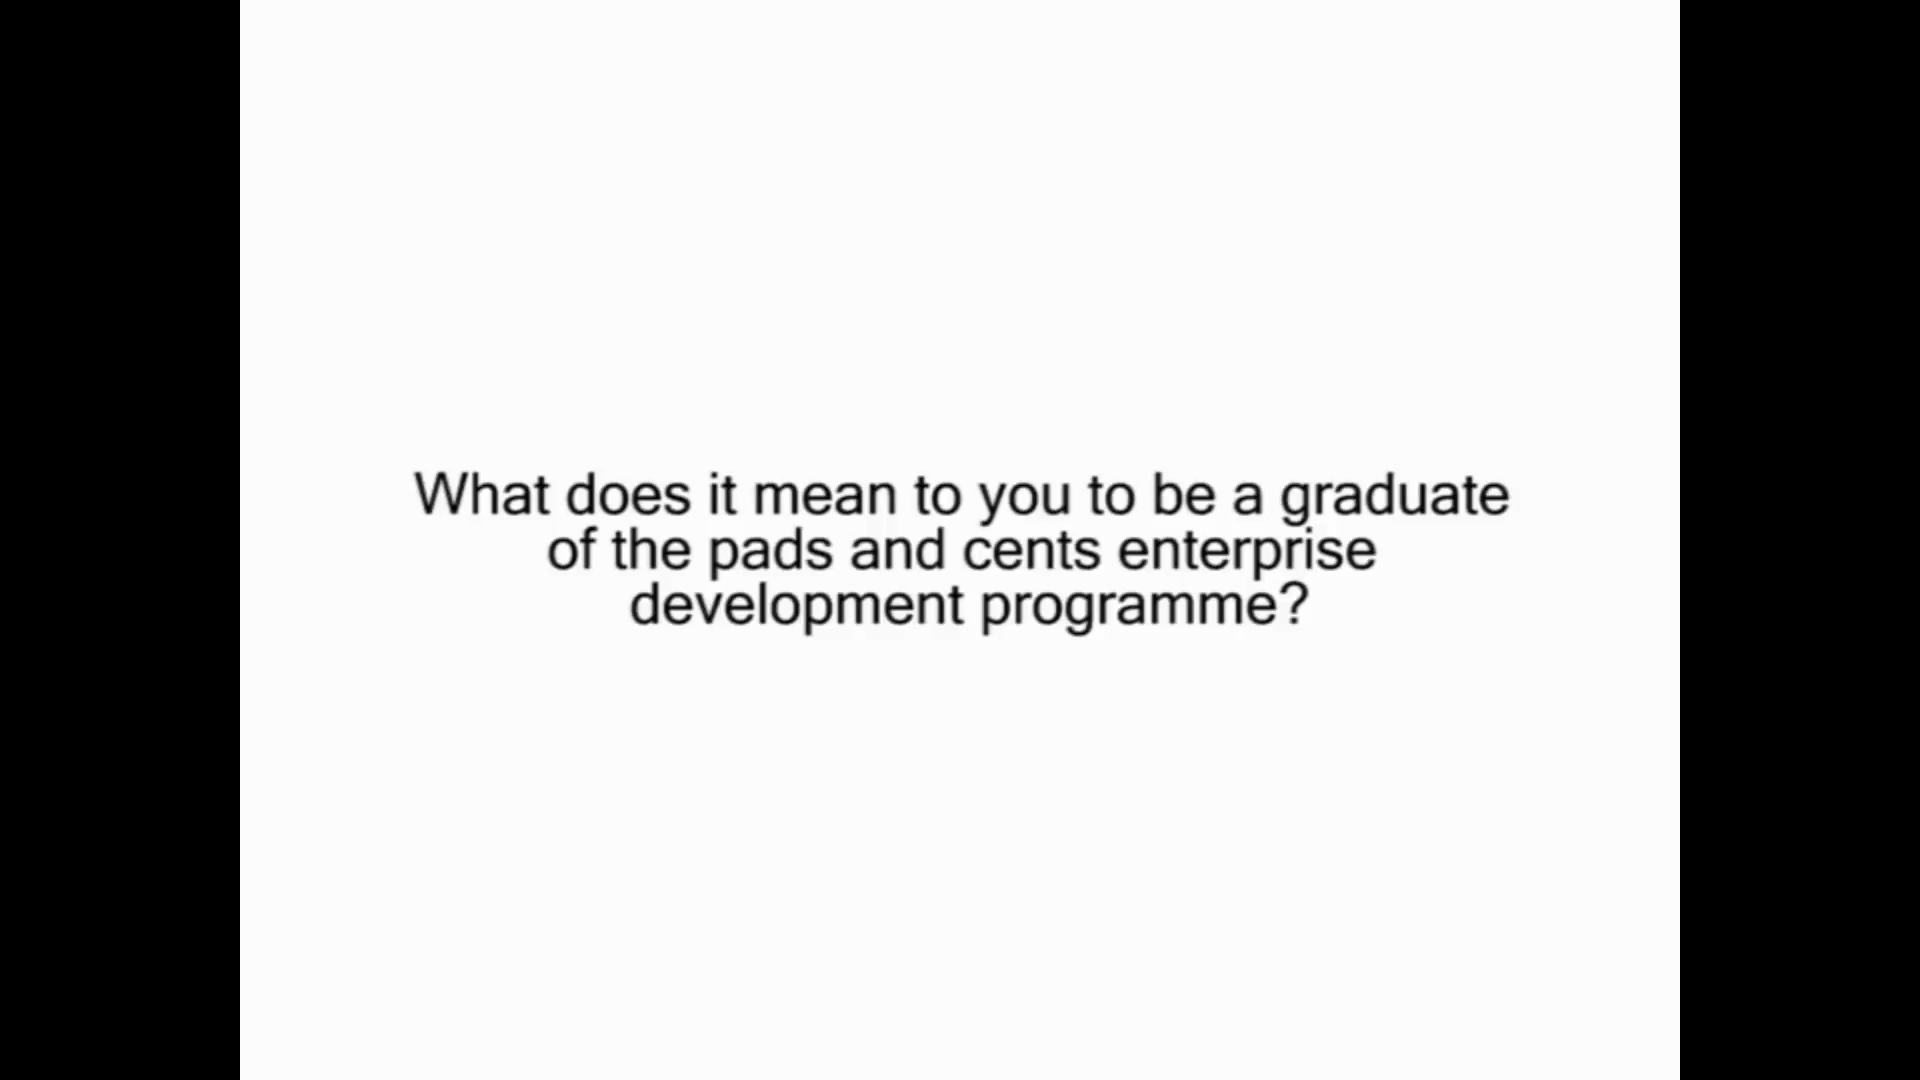 What does it mean to you to be a graduate
of the pads and cents enterprise
development programme?